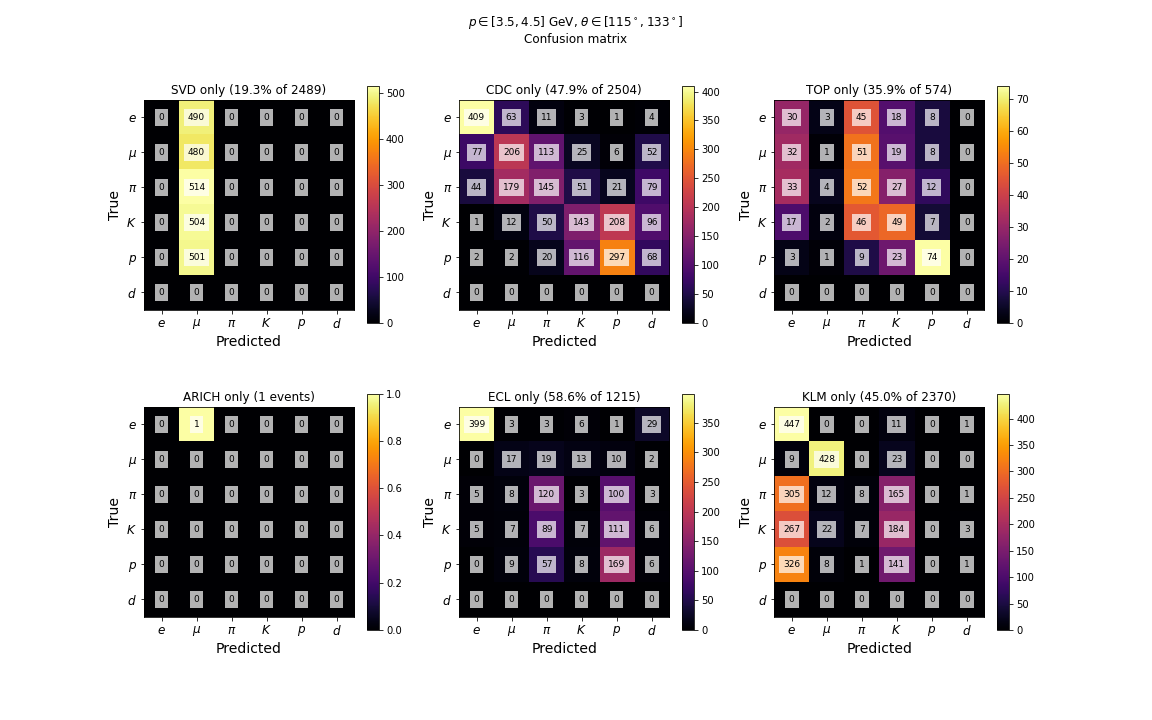 p ∈ [3.5, 4.5] GeV, θ ∈ [115°, 133°]
Confusion matrix
SVD only (19.3% of 2489)
True
e 0 490 0 0 0 0
μ 0 480 0 0 0 0
π 0 514 0 0 0 0
K 0 504 0 0 0 0
p 0 501 0 0 0 0
d 0 0 0 0 0 0
e μ π K p d
Predicted
500
400
300
200
100
0
CDC only (47.9% of 2504)
True
e 409 63 11 3 1 4
μ 77 206 113 25 6 52
π 44 179 145 51 21 79
K 1 12 50 143 208 96
p 2 2 20 116 297 68
d 0 0 0 0 0 0
e μ π K p d
Predicted
400
350
300
250
200
150
100
50
0
TOP only (35.9% of 574)
True
e 30 3 45 18 8 0
μ 32 1 51 19 8 0
π 33 4 52 27 12 0
K 17 2 46 49 7 0
p 3 1 9 23 74 0
d 0 0 0 0 0 0
e μ π K p d
Predicted
70
60
50
40
30
20
10
0
ARICH only (1 events)
True
e 0 1 0 0 0 0
μ 0 0 0 0 0 0
π 0 0 0 0 0 0
K 0 0 0 0 0 0
p 0 0 0 0 0 0
d 0 0 0 0 0 0
e μ π K p d
Predicted
1.0
0.8
0.6
0.4
0.2
0.0
ECL only (58.6% of 1215)
True
e 399 3 3 6 1 29
μ 0 17 19 13 10 2
π 5 8 120 3 100 3
K 5 7 89 7 111 6
p 0 9 57 8 169 6
d 0 0 0 0 0 0
e μ π K p d
Predicted
350
300
250
200
150
100
50
0
KLM only (45.0% of 2370)
True
e 447 0 0 11 0 1
μ 9 428 0 23 0 0
π 305 12 8 165 0 1
K 267 22 7 184 0 3
p 326 8 1 141 0 1
d 0 0 0 0 0 0
e μ π K p d
Predicted
400
350
300
250
200
150
100
50
0